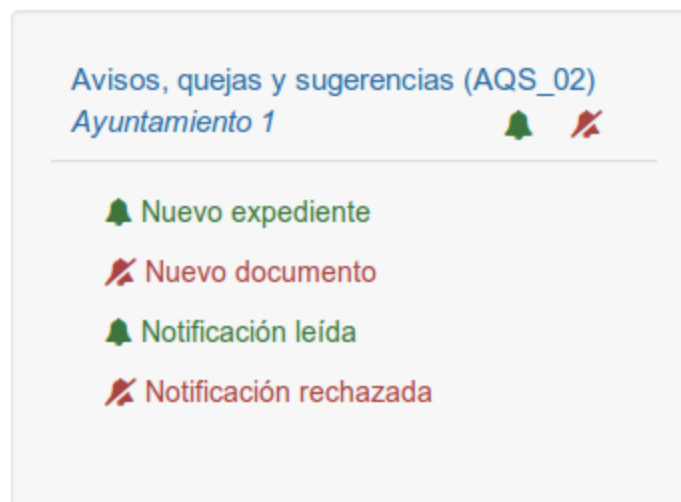 Avisos, quejas y sugerencias (AQS_02)
Ayuntamiento 1
Nuevo expediente
Nuevo documento
Notificación leída
Notificación rechazada